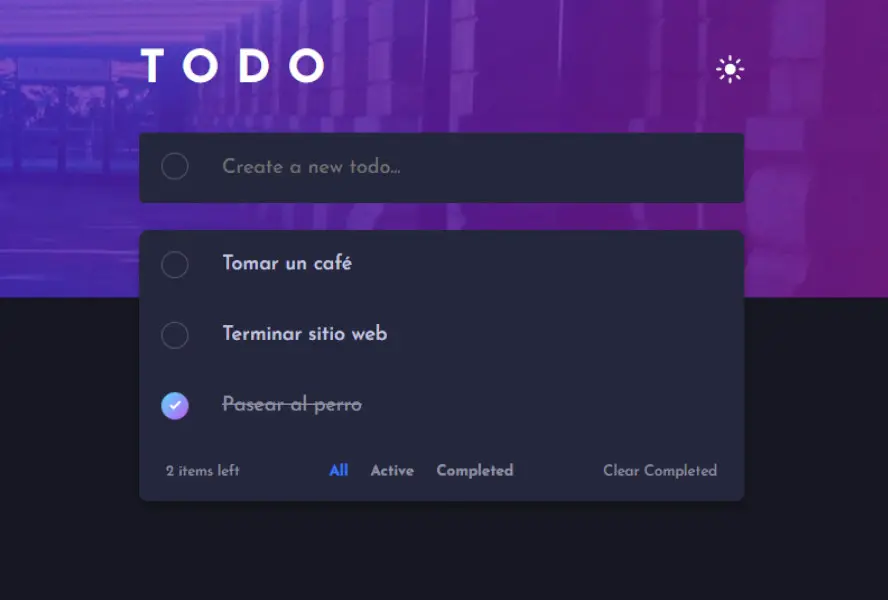 TODO
Create a new todo...
Tomar un café
Terminar sitio web
Pasear al perro
2 items left All Active Completed Clear Completed